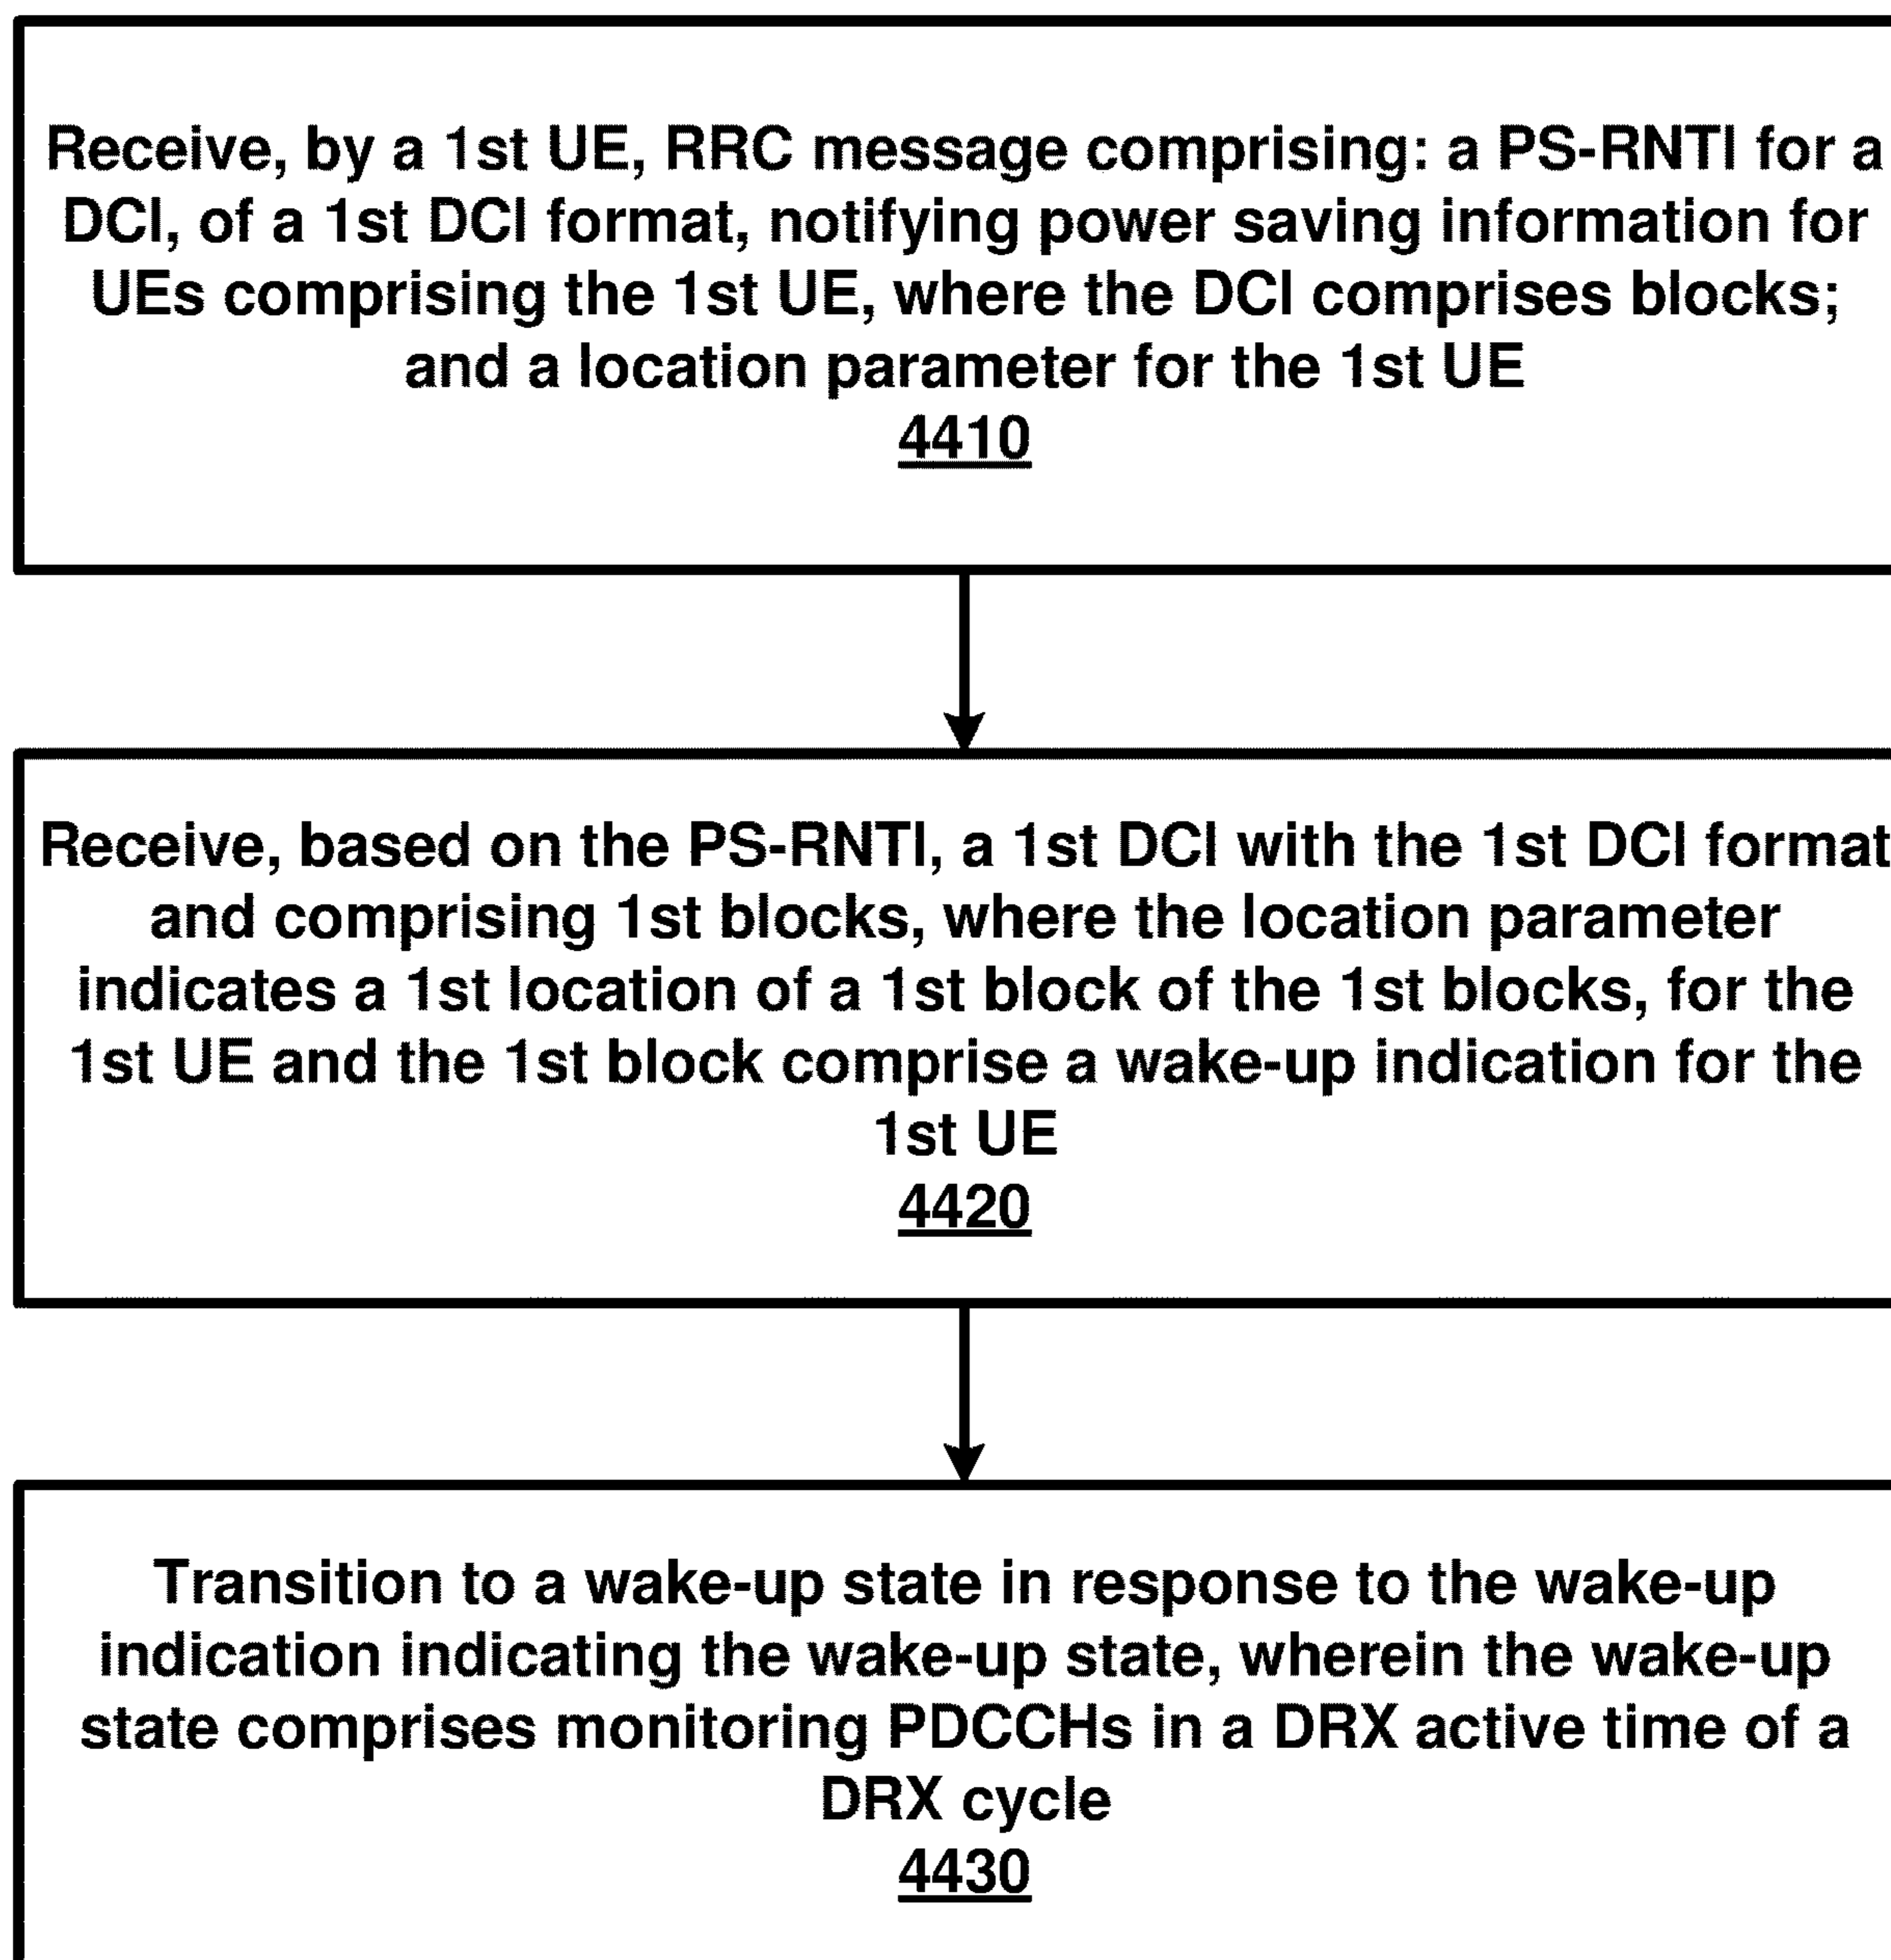 Receive, by a 1st UE, RRC message comprising: a PS-RNTI for a
DCI, of a 1st DCI format, notifying power saving information for
UEs comprising the 1st UE, where the DCI comprises blocks;
and a location parameter for the 1st UE
4410
Receive, based on the PS-RNTI, a 1st DCI with the 1st DCI format
and comprising 1st blocks, where the location parameter
indicates a 1st location of a 1st block of the 1st blocks, for the
1st UE and the 1st block comprise a wake-up indication for the
1st UE
4420
Transition to a wake-up state in response to the wake-up
indication indicating the wake-up state, wherein the wake-up
state comprises monitoring PDCCHs in a DRX active time of a
DRX cycle
4430